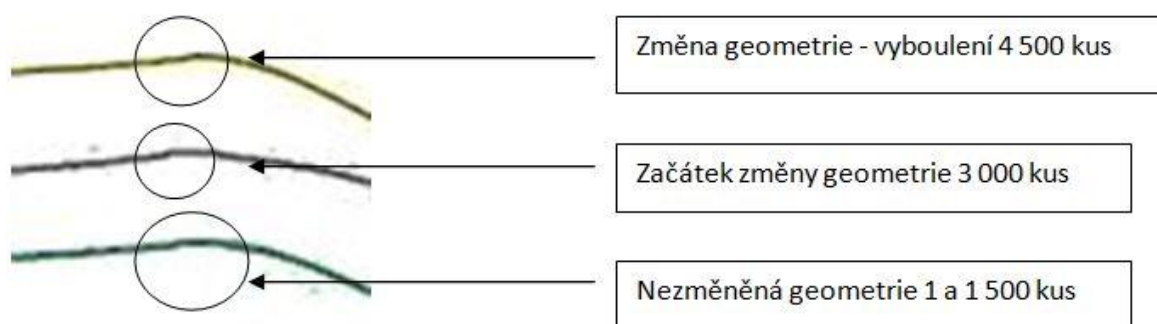 Změna geometrie - vyboulení 4 500 kus
Začátek změny geometrie 3 000 kus
Nezměněná geometrie 1 a 1 500 kus